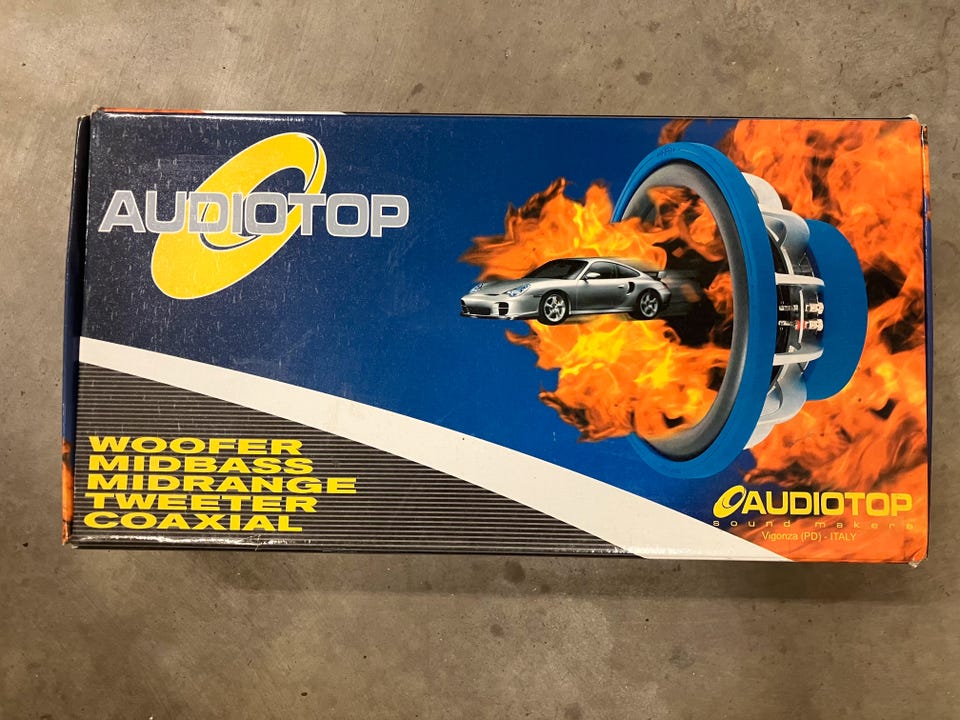 AUDIOTOP
WOOFER
MIDBASS
MIDRANGE
TWEETER
COAXIAL
AUDIOTOP
sound makers
Vigonza (PD) - ITALY